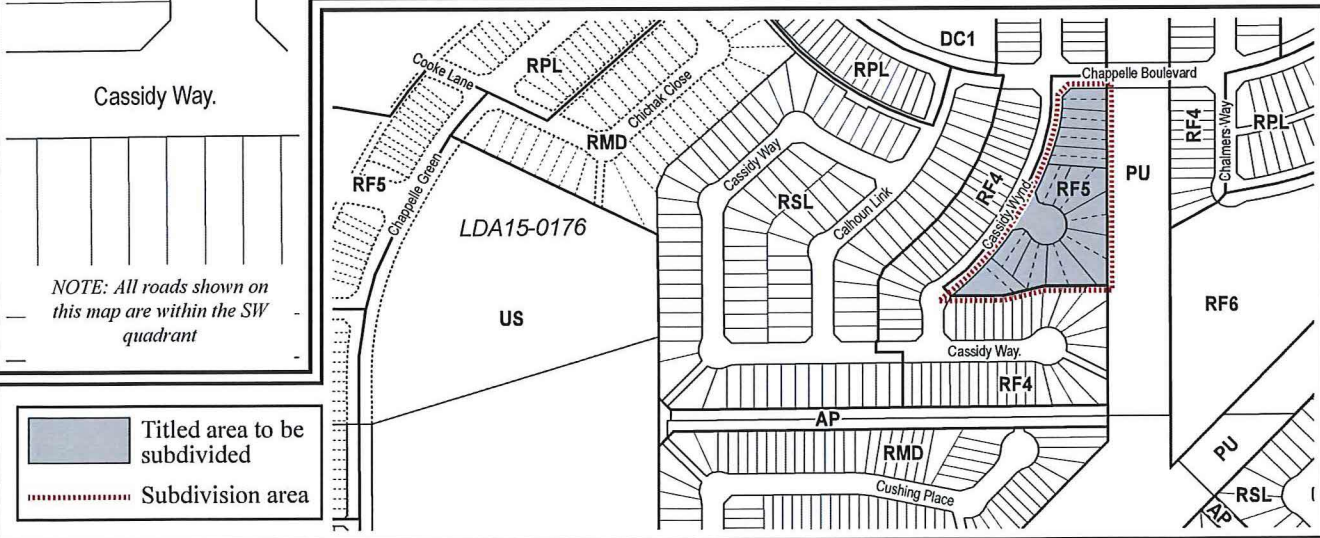 Cassidy Way.
NOTE: All roads shown on
this map are within the SW
quadrant
Titled area to be
subdivided
Subdivision area
Cooke Lane
RPL
Chichak Close
RMD
RF5
Chappelle Green
LDA15-0176
US
Cassidy Way
RSL
Calhoun Link
RPL
DC1
RF4
Cassidy Wynd
RF5
Chappelle Boulevard
PU
RF4
Chalmers Way
RPL
RF6
Cassidy Way.
RF4
AP
RMD
Cushing Place
PU
RSL
AP